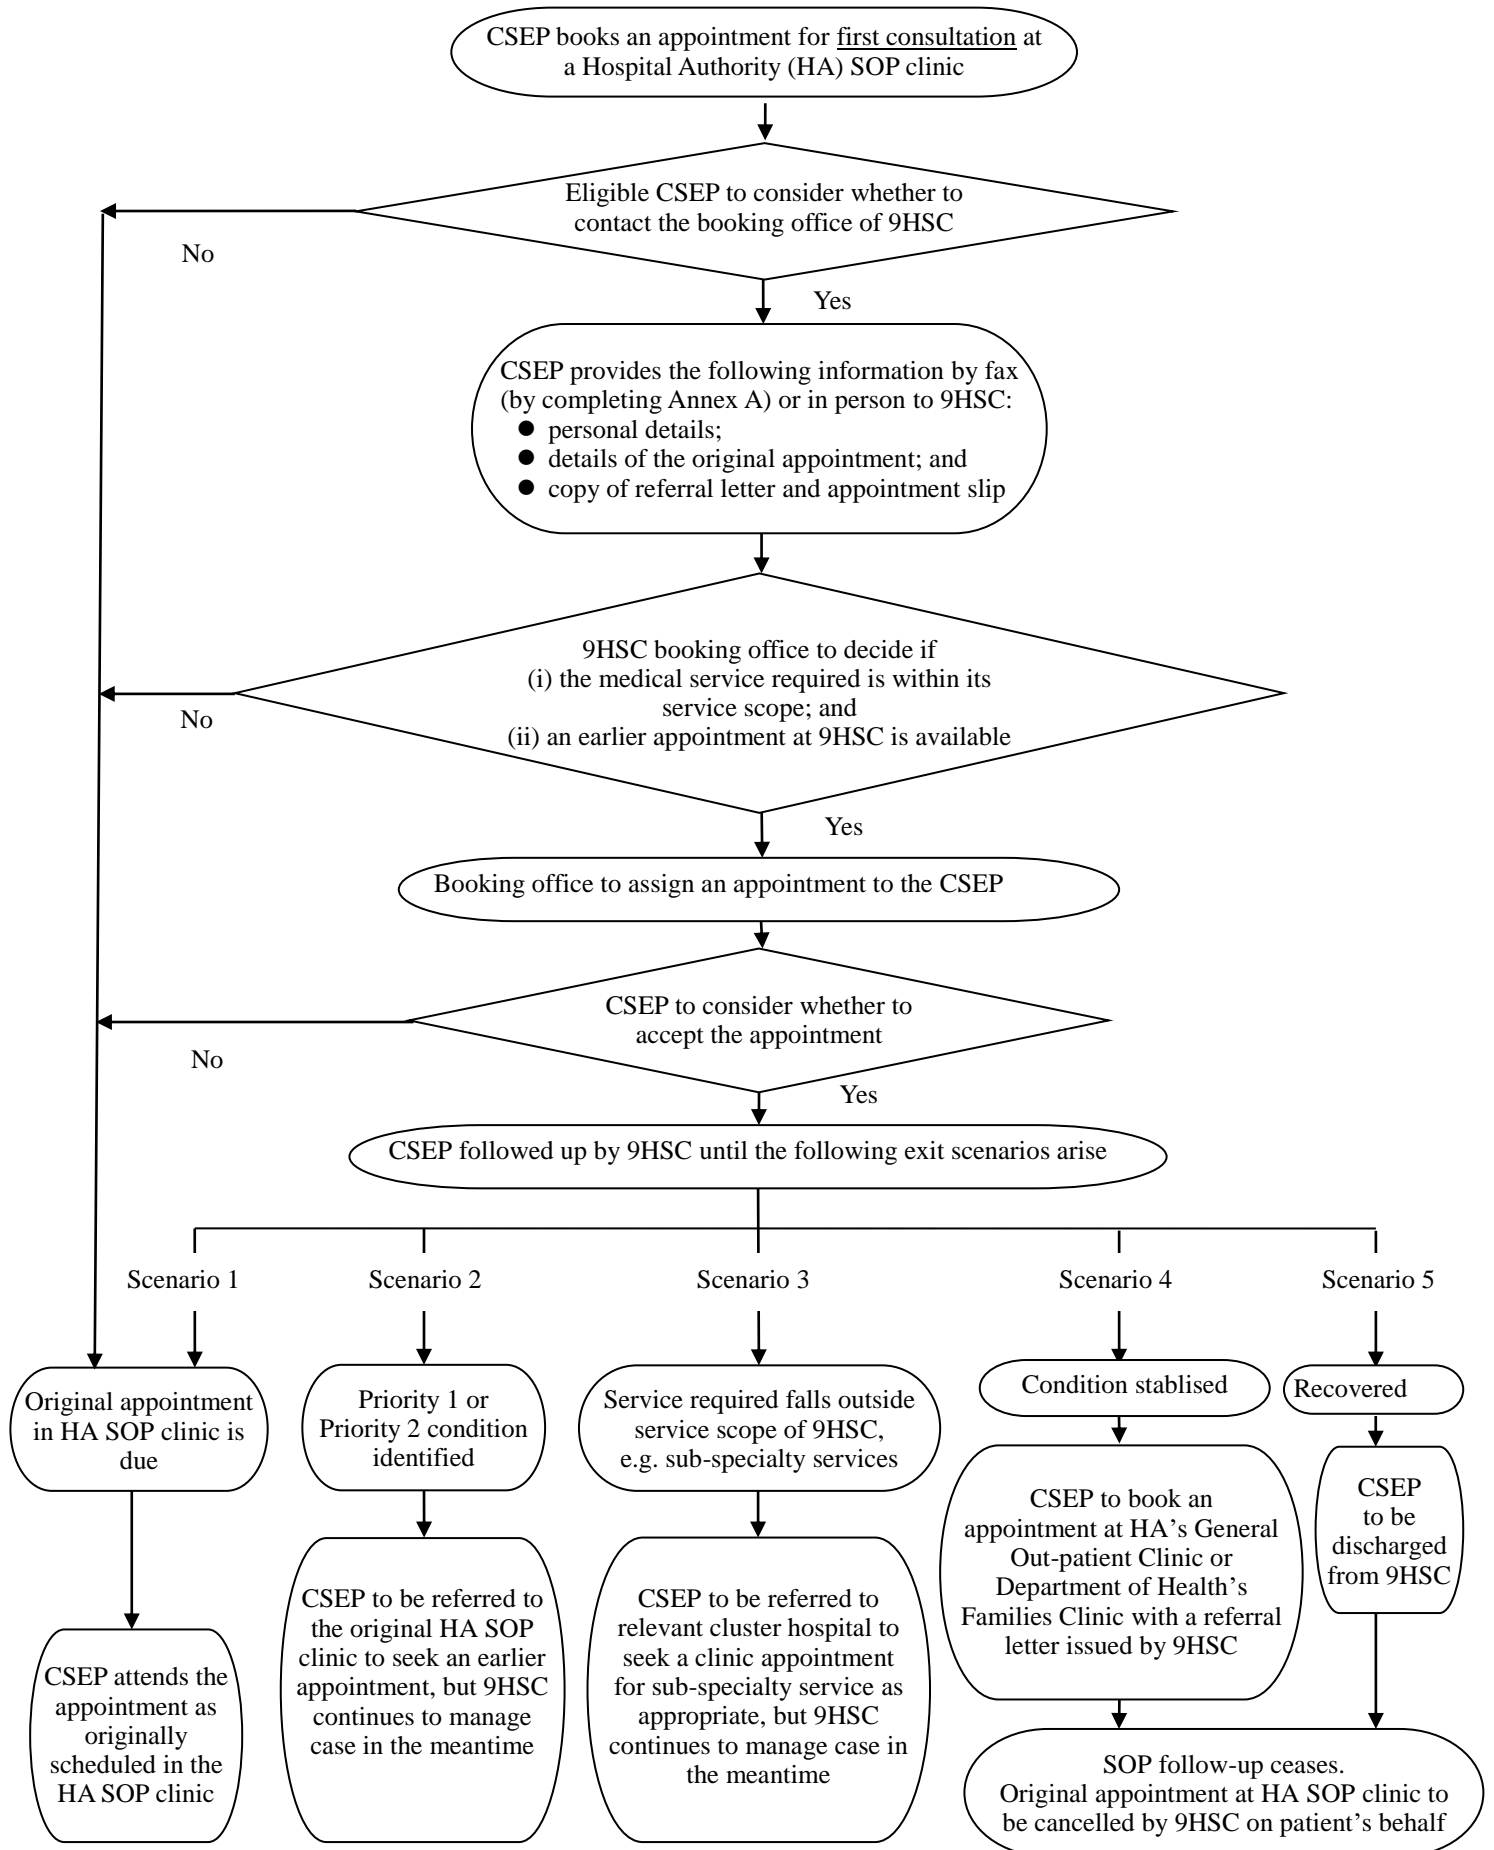 CSEP books an appointment for first consultation at
a Hospital Authority (HA) SOP clinic
Eligible CSEP to consider whether to
contact the booking office of 9HSC
No
Yes
CSEP provides the following information by fax
(by completing Annex A) or in person to 9HSC:
● personal details;
● details of the original appointment; and
● copy of referral letter and appointment slip
9HSC booking office to decide if
(i) the medical service required is within its
service scope; and
(ii) an earlier appointment at 9HSC is available
No
Yes
Booking office to assign an appointment to the CSEP
CSEP to consider whether to
accept the appointment
No
Yes
CSEP followed up by 9HSC until the following exit scenarios arise
Scenario 1
Scenario 2
Scenario 3
Scenario 4
Scenario 5
Original appointment
in HA SOP clinic is
due
Priority 1 or
Priority 2 condition
identified
Service required falls outside
service scope of 9HSC,
e.g. sub-specialty services
Condition stablised
Recovered
CSEP attends the
appointment as
originally
scheduled in the
HA SOP clinic
CSEP to be referred to
the original HA SOP
clinic to seek an earlier
appointment, but 9HSC
continues to manage
case in the meantime
CSEP to be referred to
relevant cluster hospital to
seek a clinic appointment
for sub-specialty service as
appropriate, but 9HSC
continues to manage case in
the meantime
CSEP to book an
appointment at HA's General
Out-patient Clinic or
Department of Health's
Families Clinic with a referral
letter issued by 9HSC
CSEP
to be
discharged
from 9HSC
SOP follow-up ceases.
Original appointment at HA SOP clinic to
be cancelled by 9HSC on patient's behalf